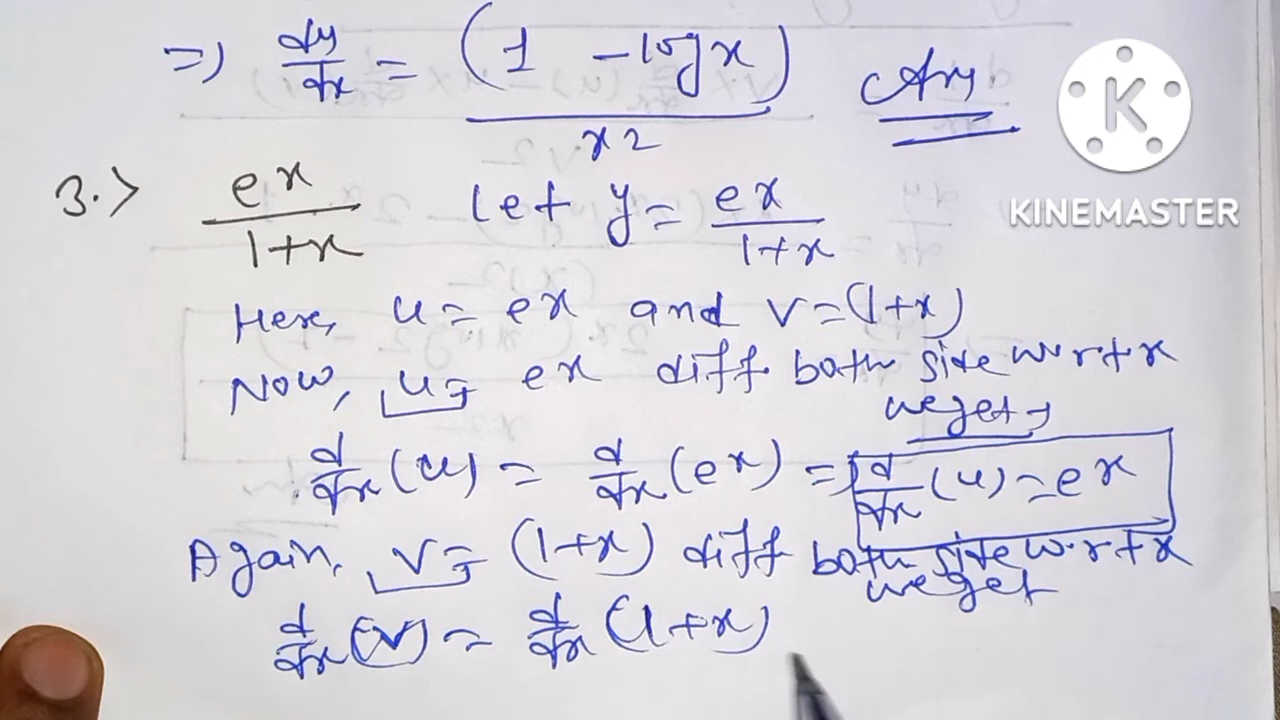 => dy/dx = (1 - logx)/x2 Ans
KINEMASTER
3.> ex/1+x let y = ex/1+x
Here, u = ex and v = (1+x)
Now, u = ex diff. both side w.r.t x
we get,
d/dx (u) = d/dx (ex) => d/dx (u) = ex
Again, v = (1+x) diff both side w.r.t x
we get
d/dx (v) = d/dx (1+x)